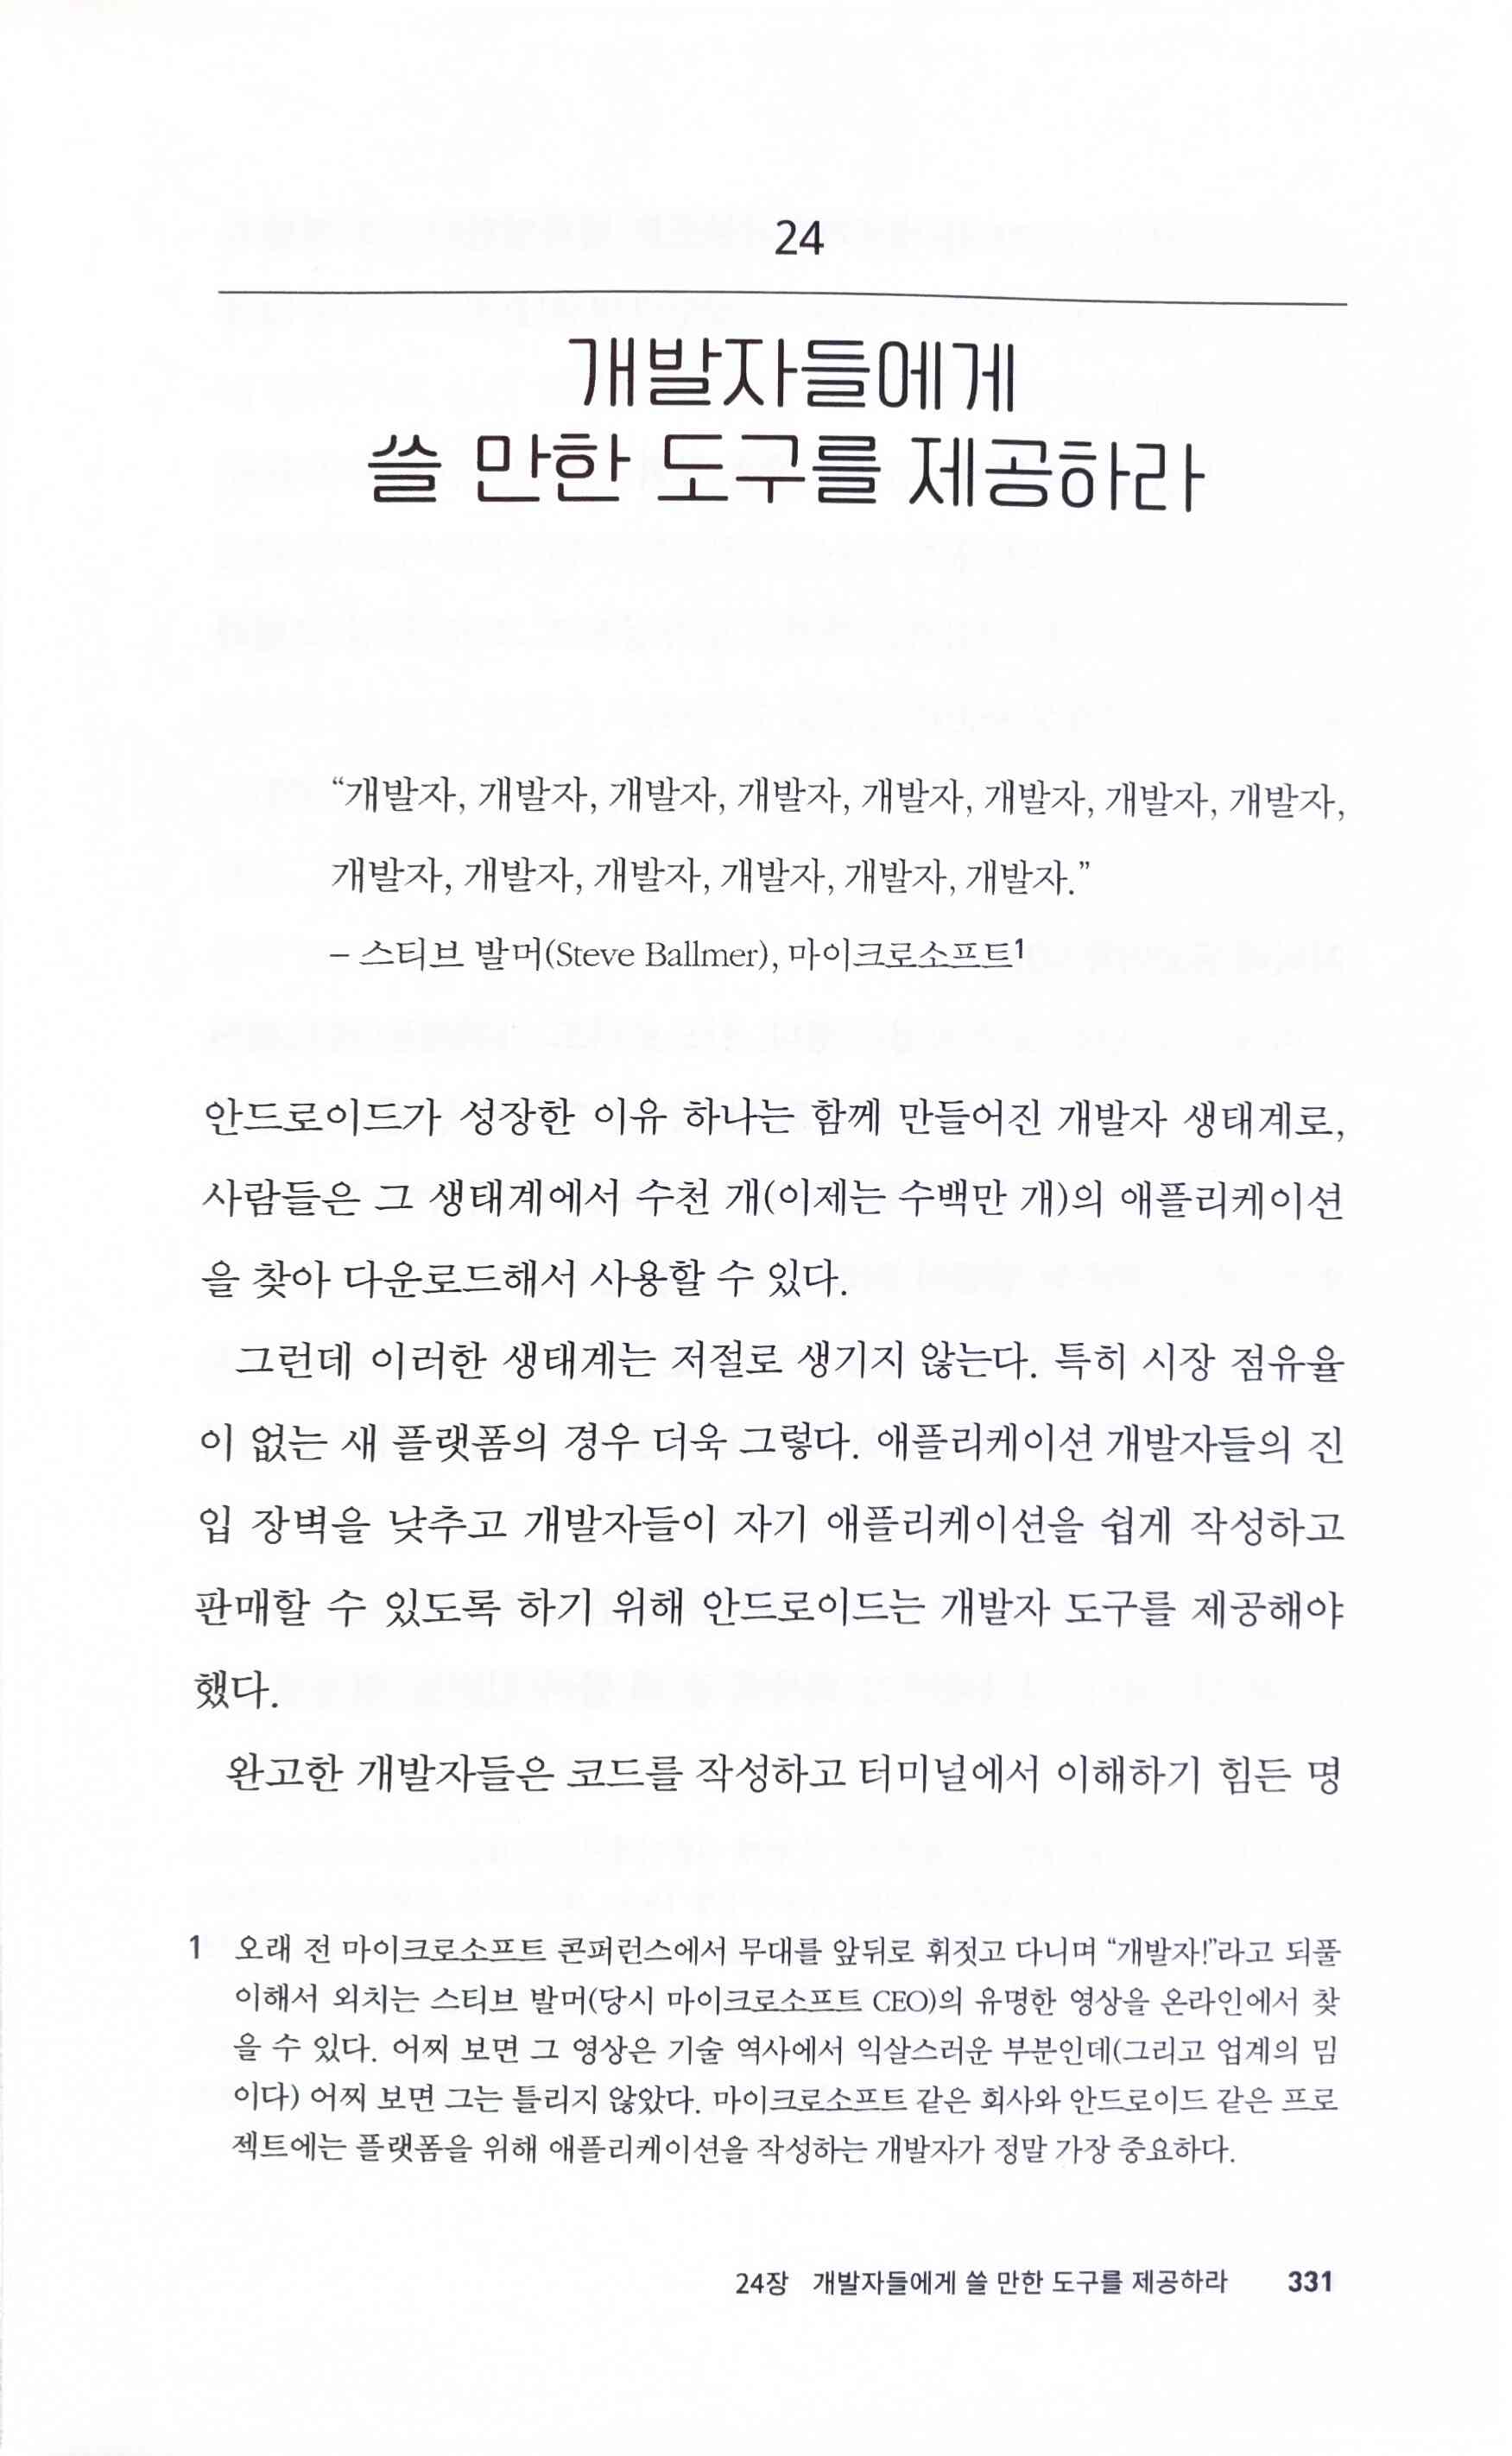 24
개발자들에게
쓸 만한 도구를 제공하라
“개발자, 개발자, 개발자, 개발자, 개발자, 개발자, 개발자, 개발자,
개발자, 개발자, 개발자, 개발자, 개발자, 개발자.”
– 스티브 발머(Steve Ballmer), 마이크로소프트1
안드로이드가 성장한 이유 하나는 함께 만들어진 개발자 생태계로,
사람들은 그 생태계에서 수천 개(이제는 수백만 개)의 애플리케이션
을 찾아 다운로드해서 사용할 수 있다.
그런데 이러한 생태계는 저절로 생기지 않는다. 특히 시장 점유율
이 없는 새 플랫폼의 경우 더욱 그렇다. 애플리케이션 개발자들의 진
입 장벽을 낮추고 개발자들이 자기 애플리케이션을 쉽게 작성하고
판매할 수 있도록 하기 위해 안드로이드는 개발자 도구를 제공해야
했다.
완고한 개발자들은 코드를 작성하고 터미널에서 이해하기 힘든 명
1 오래 전 마이크로소프트 콘퍼런스에서 무대를 앞뒤로 휘젓고 다니며 “개발자!”라고 되풀
이해서 외치는 스티브 발머(당시 마이크로소프트 CEO)의 유명한 영상을 온라인에서 찾
을 수 있다. 어찌 보면 그 영상은 기술 역사에서 익살스러운 부분인데(그리고 업계의 밈
이다) 어찌 보면 그는 틀리지 않았다. 마이크로소프트 같은 회사와 안드로이드 같은 프로
젝트에는 플랫폼을 위해 애플리케이션을 작성하는 개발자가 정말 가장 중요하다.
24장 개발자들에게 쓸 만한 도구를 제공하라 331